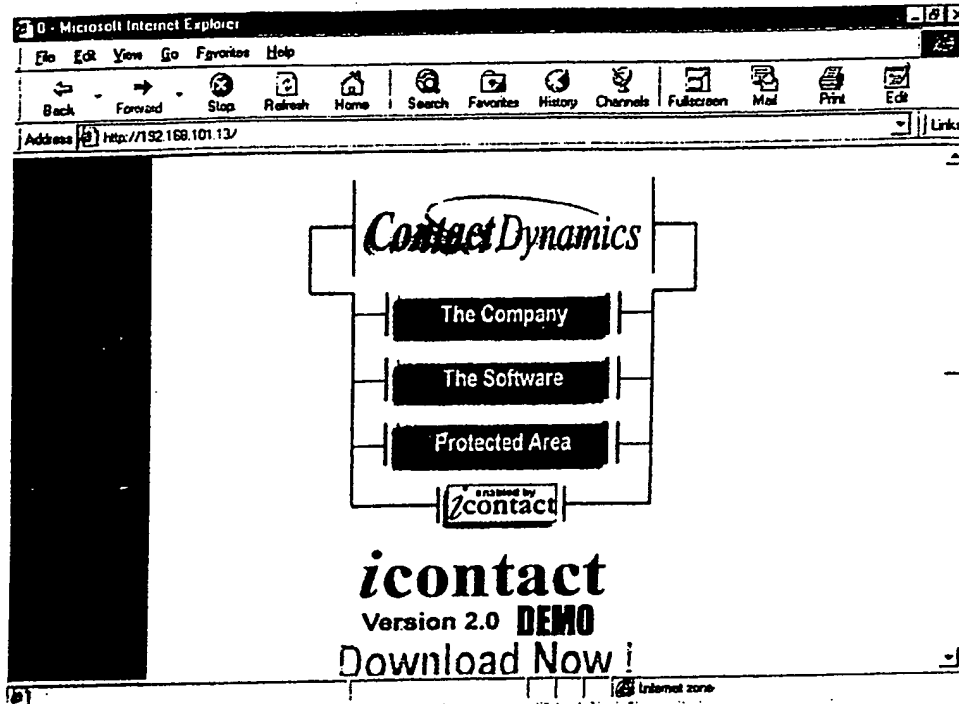 0 - Microsoft Internet Explorer
File Edit View Go Favorites Help
Back Forward Stop Refresh Home Search Favorites History Channels Fullscreen Mail Print Edit
Address http://192.168.101.13/ Links
ContactDynamics
The Company
The Software
Protected Area
enabled by
icontact
icontact
Version 2.0 DEMO
Download Now !
Internet zone